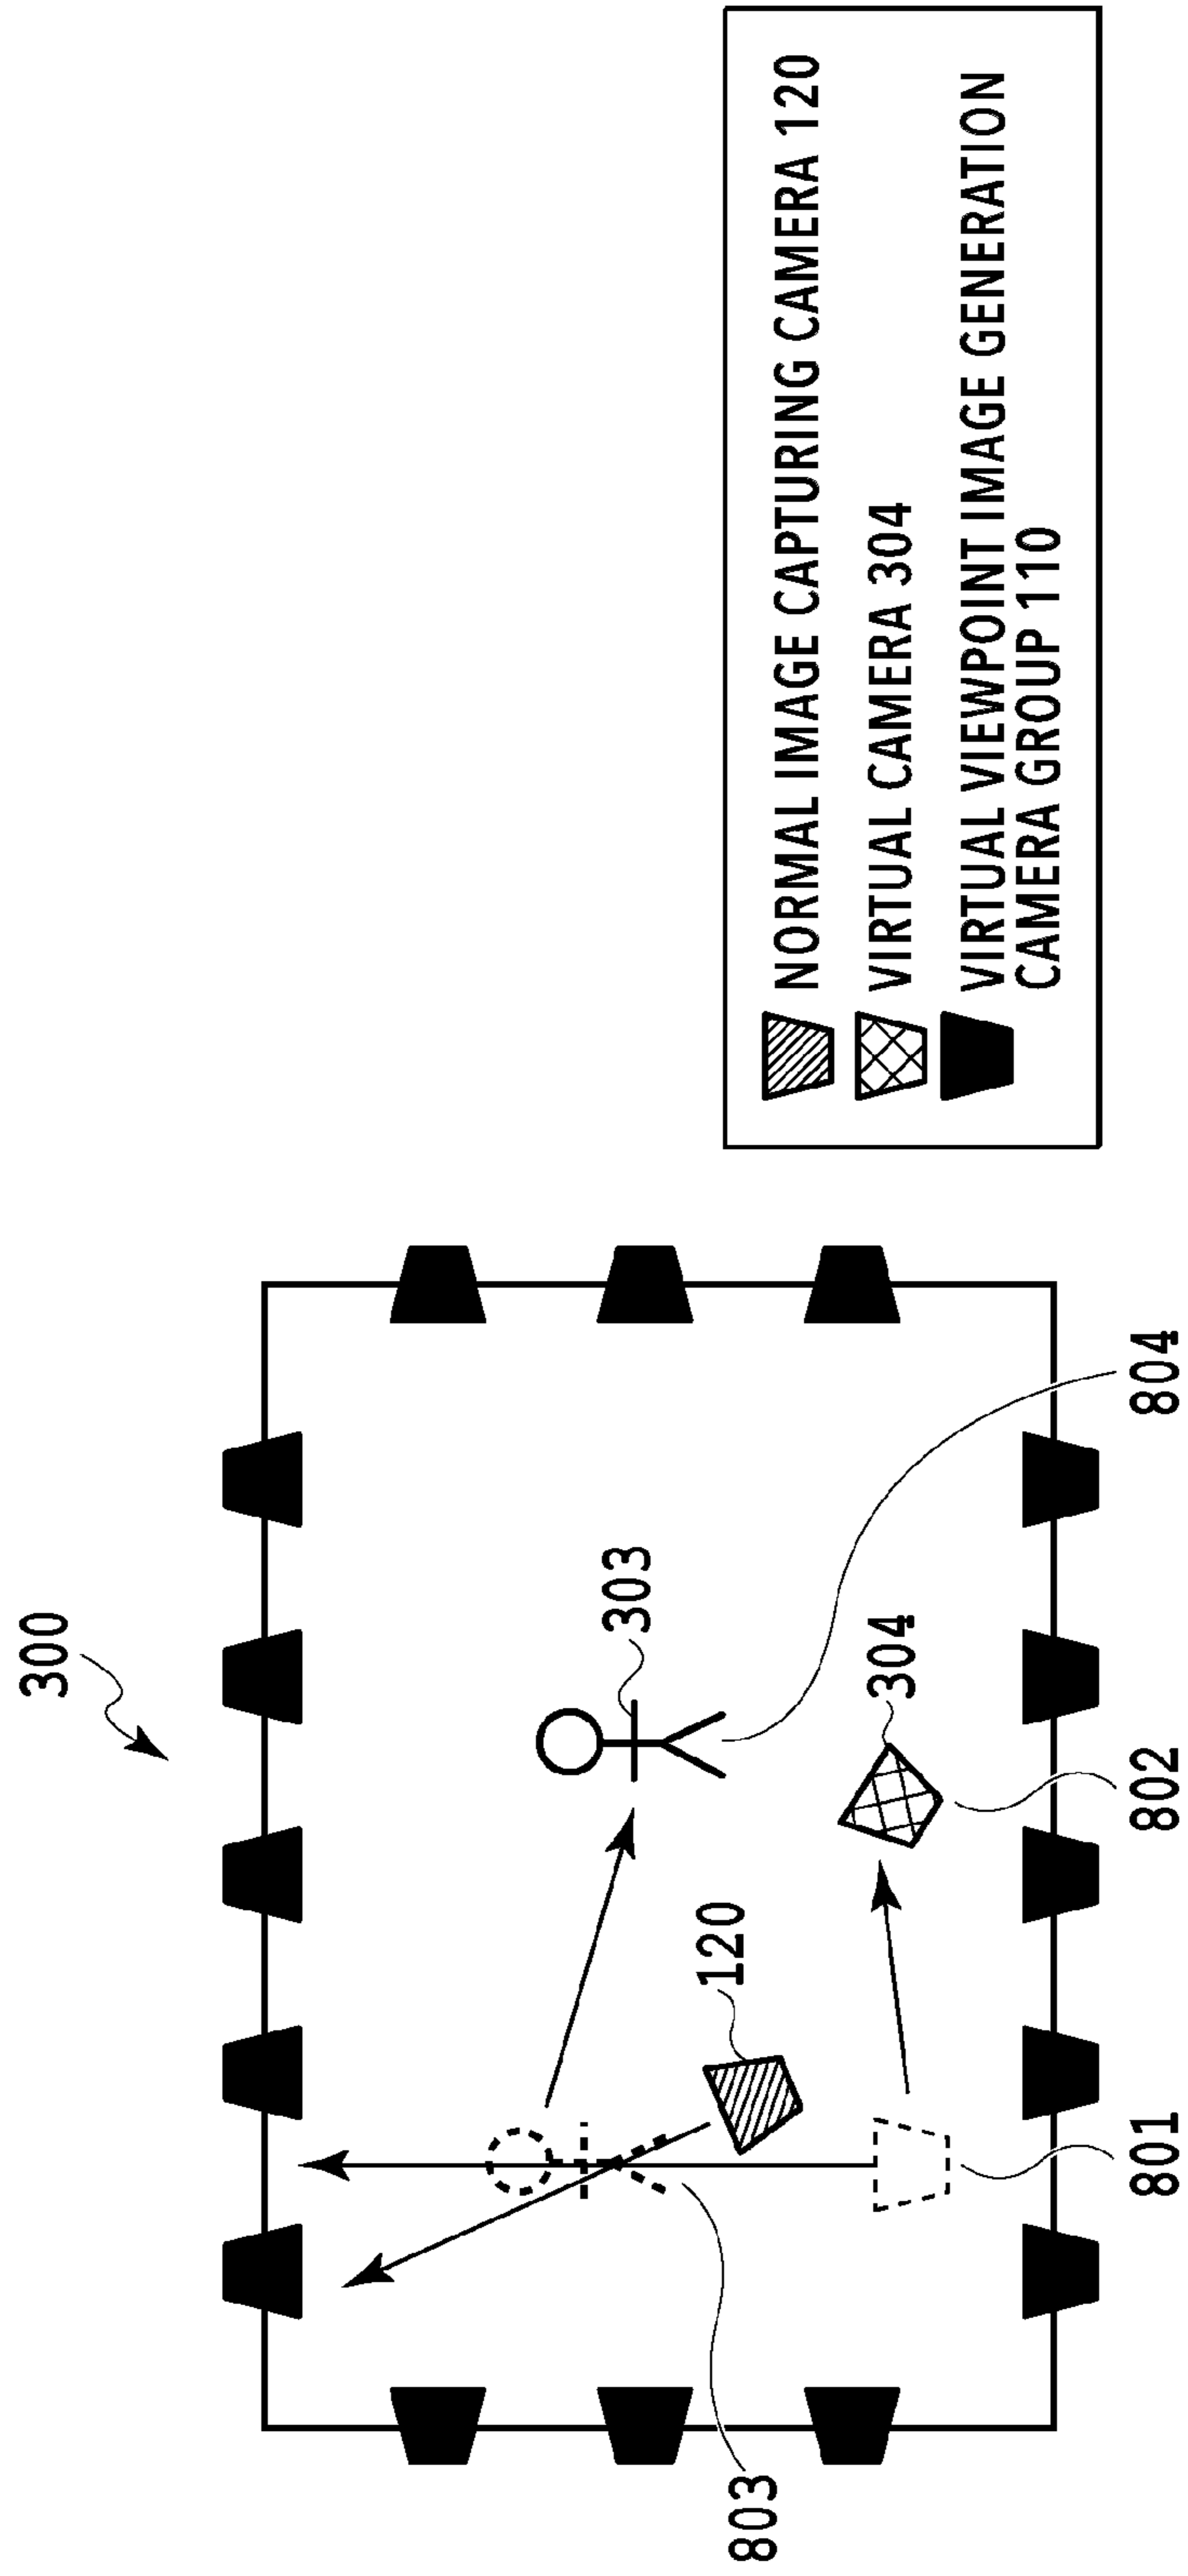 300
303
304
120
804
802
801
803
NORMAL IMAGE CAPTURING CAMERA 120
VIRTUAL CAMERA 304
VIRTUAL VIEWPOINT IMAGE GENERATION
CAMERA GROUP 110